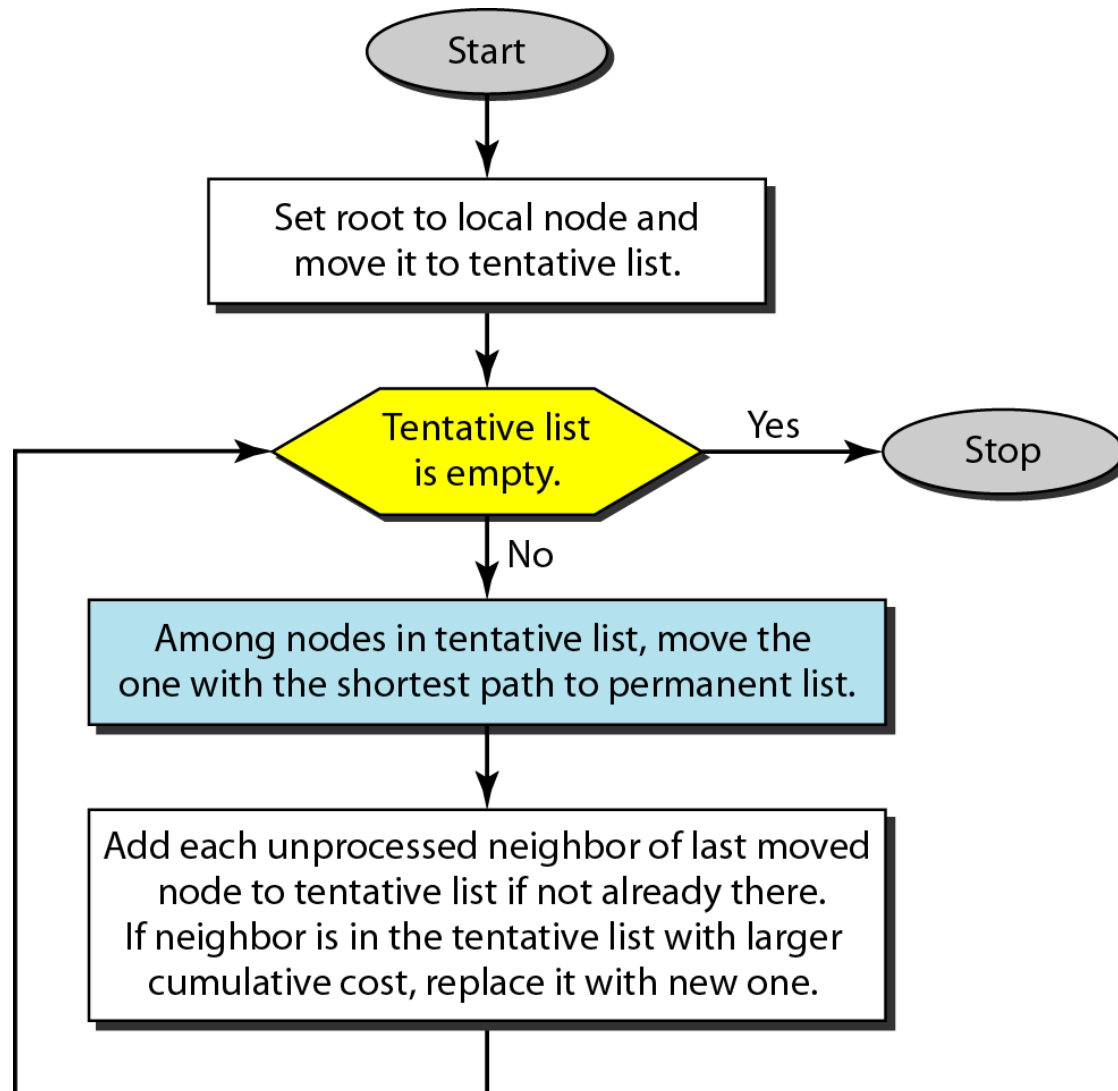 Start
Set root to local node and
move it to tentative list.
Tentative list
is empty.
Yes
Stop
No
Among nodes in tentative list, move the
one with the shortest path to permanent list.
Add each unprocessed neighbor of last moved
node to tentative list if not already there.
If neighbor is in the tentative list with larger
cumulative cost, replace it with new one.